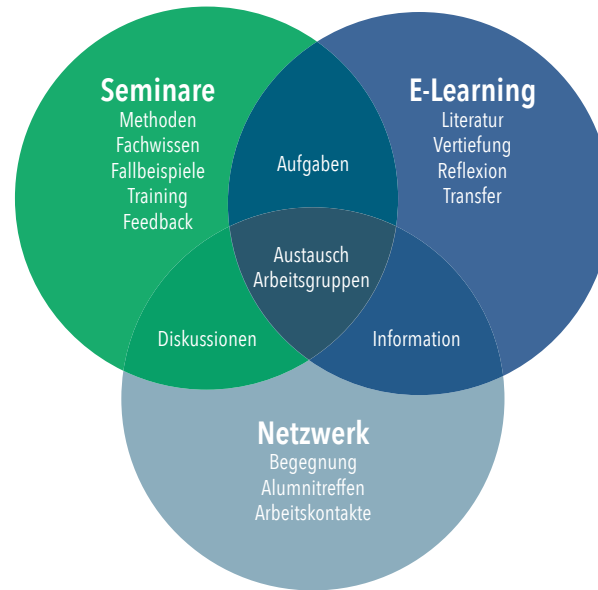 Seminare
Methoden
Fachwissen
Fallbeispiele
Training
Feedback
E-Learning
Literatur
Vertiefung
Reflexion
Transfer
Aufgaben
Austausch
Arbeitsgruppen
Diskussionen
Information
Netzwerk
Begegnung
Alumnitreffen
Arbeitskontakte